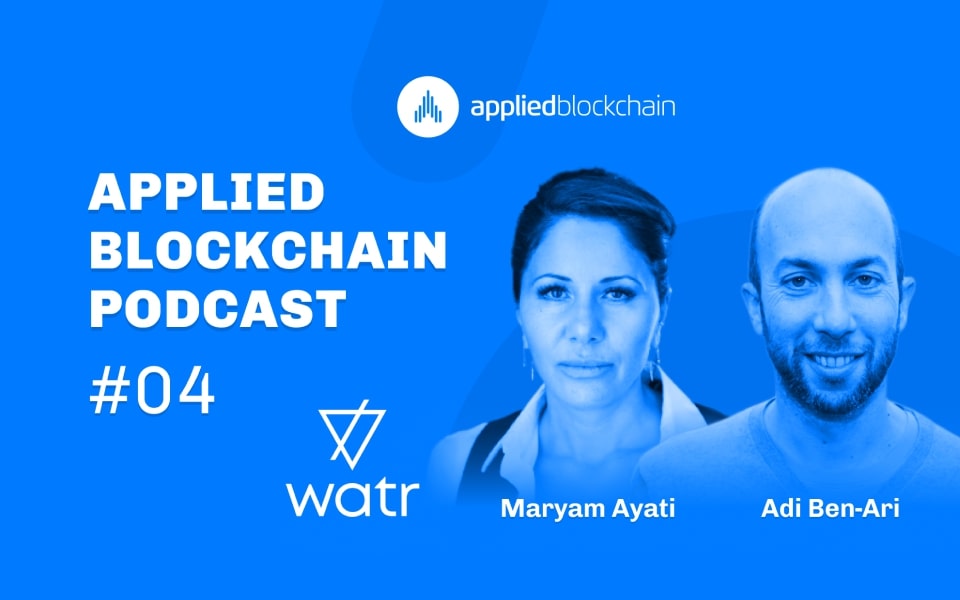 appliedblockchain
APPLIED
BLOCKCHAIN
PODCAST
#04
watr
Maryam Ayati
Adi Ben-Ari